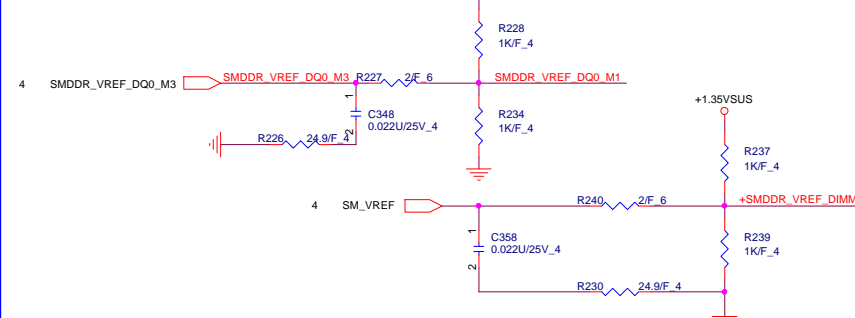 R228
1K/F_4
4 SMDDR_VREF_DQ0_M3 SMDDR_VREF_DQ0_M3 R227 2/F_6 SMDDR_VREF_DQ0_M1
1
C348
0.022U/25V_4
2
R234
1K/F_4
R226 24.9/F_4
+1.35VSUS
R237
1K/F_4
4 SM_VREF R240 2/F_6 +SMDDR_VREF_DIMM
1
C358
0.022U/25V_4
2
R239
1K/F_4
R230 24.9/F_4